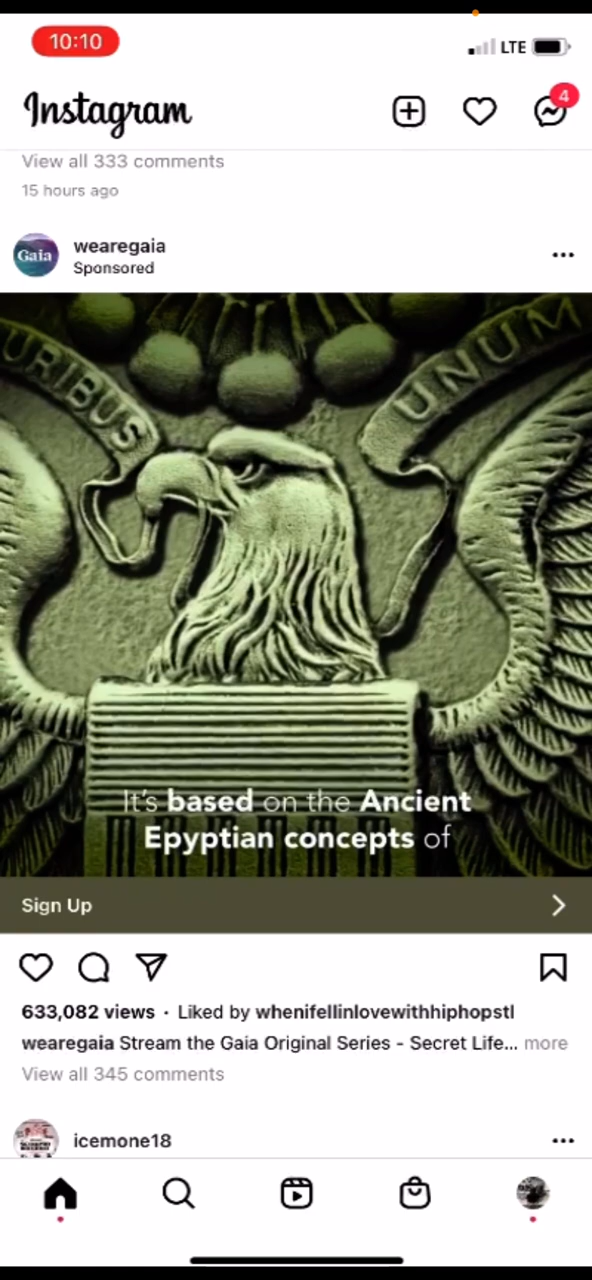 10:10
LTE
Instagram
4
View all 333 comments
15 hours ago
Gaia
wearegaia
Sponsored
URIBUS
UNUM
It's based on the Ancient
Epyptian concepts of
Sign Up
633,082 views · Liked by whenifellinlovewithhiphopstl
wearegaia Stream the Gaia Original Series - Secret Life... more
View all 345 comments
icemone18